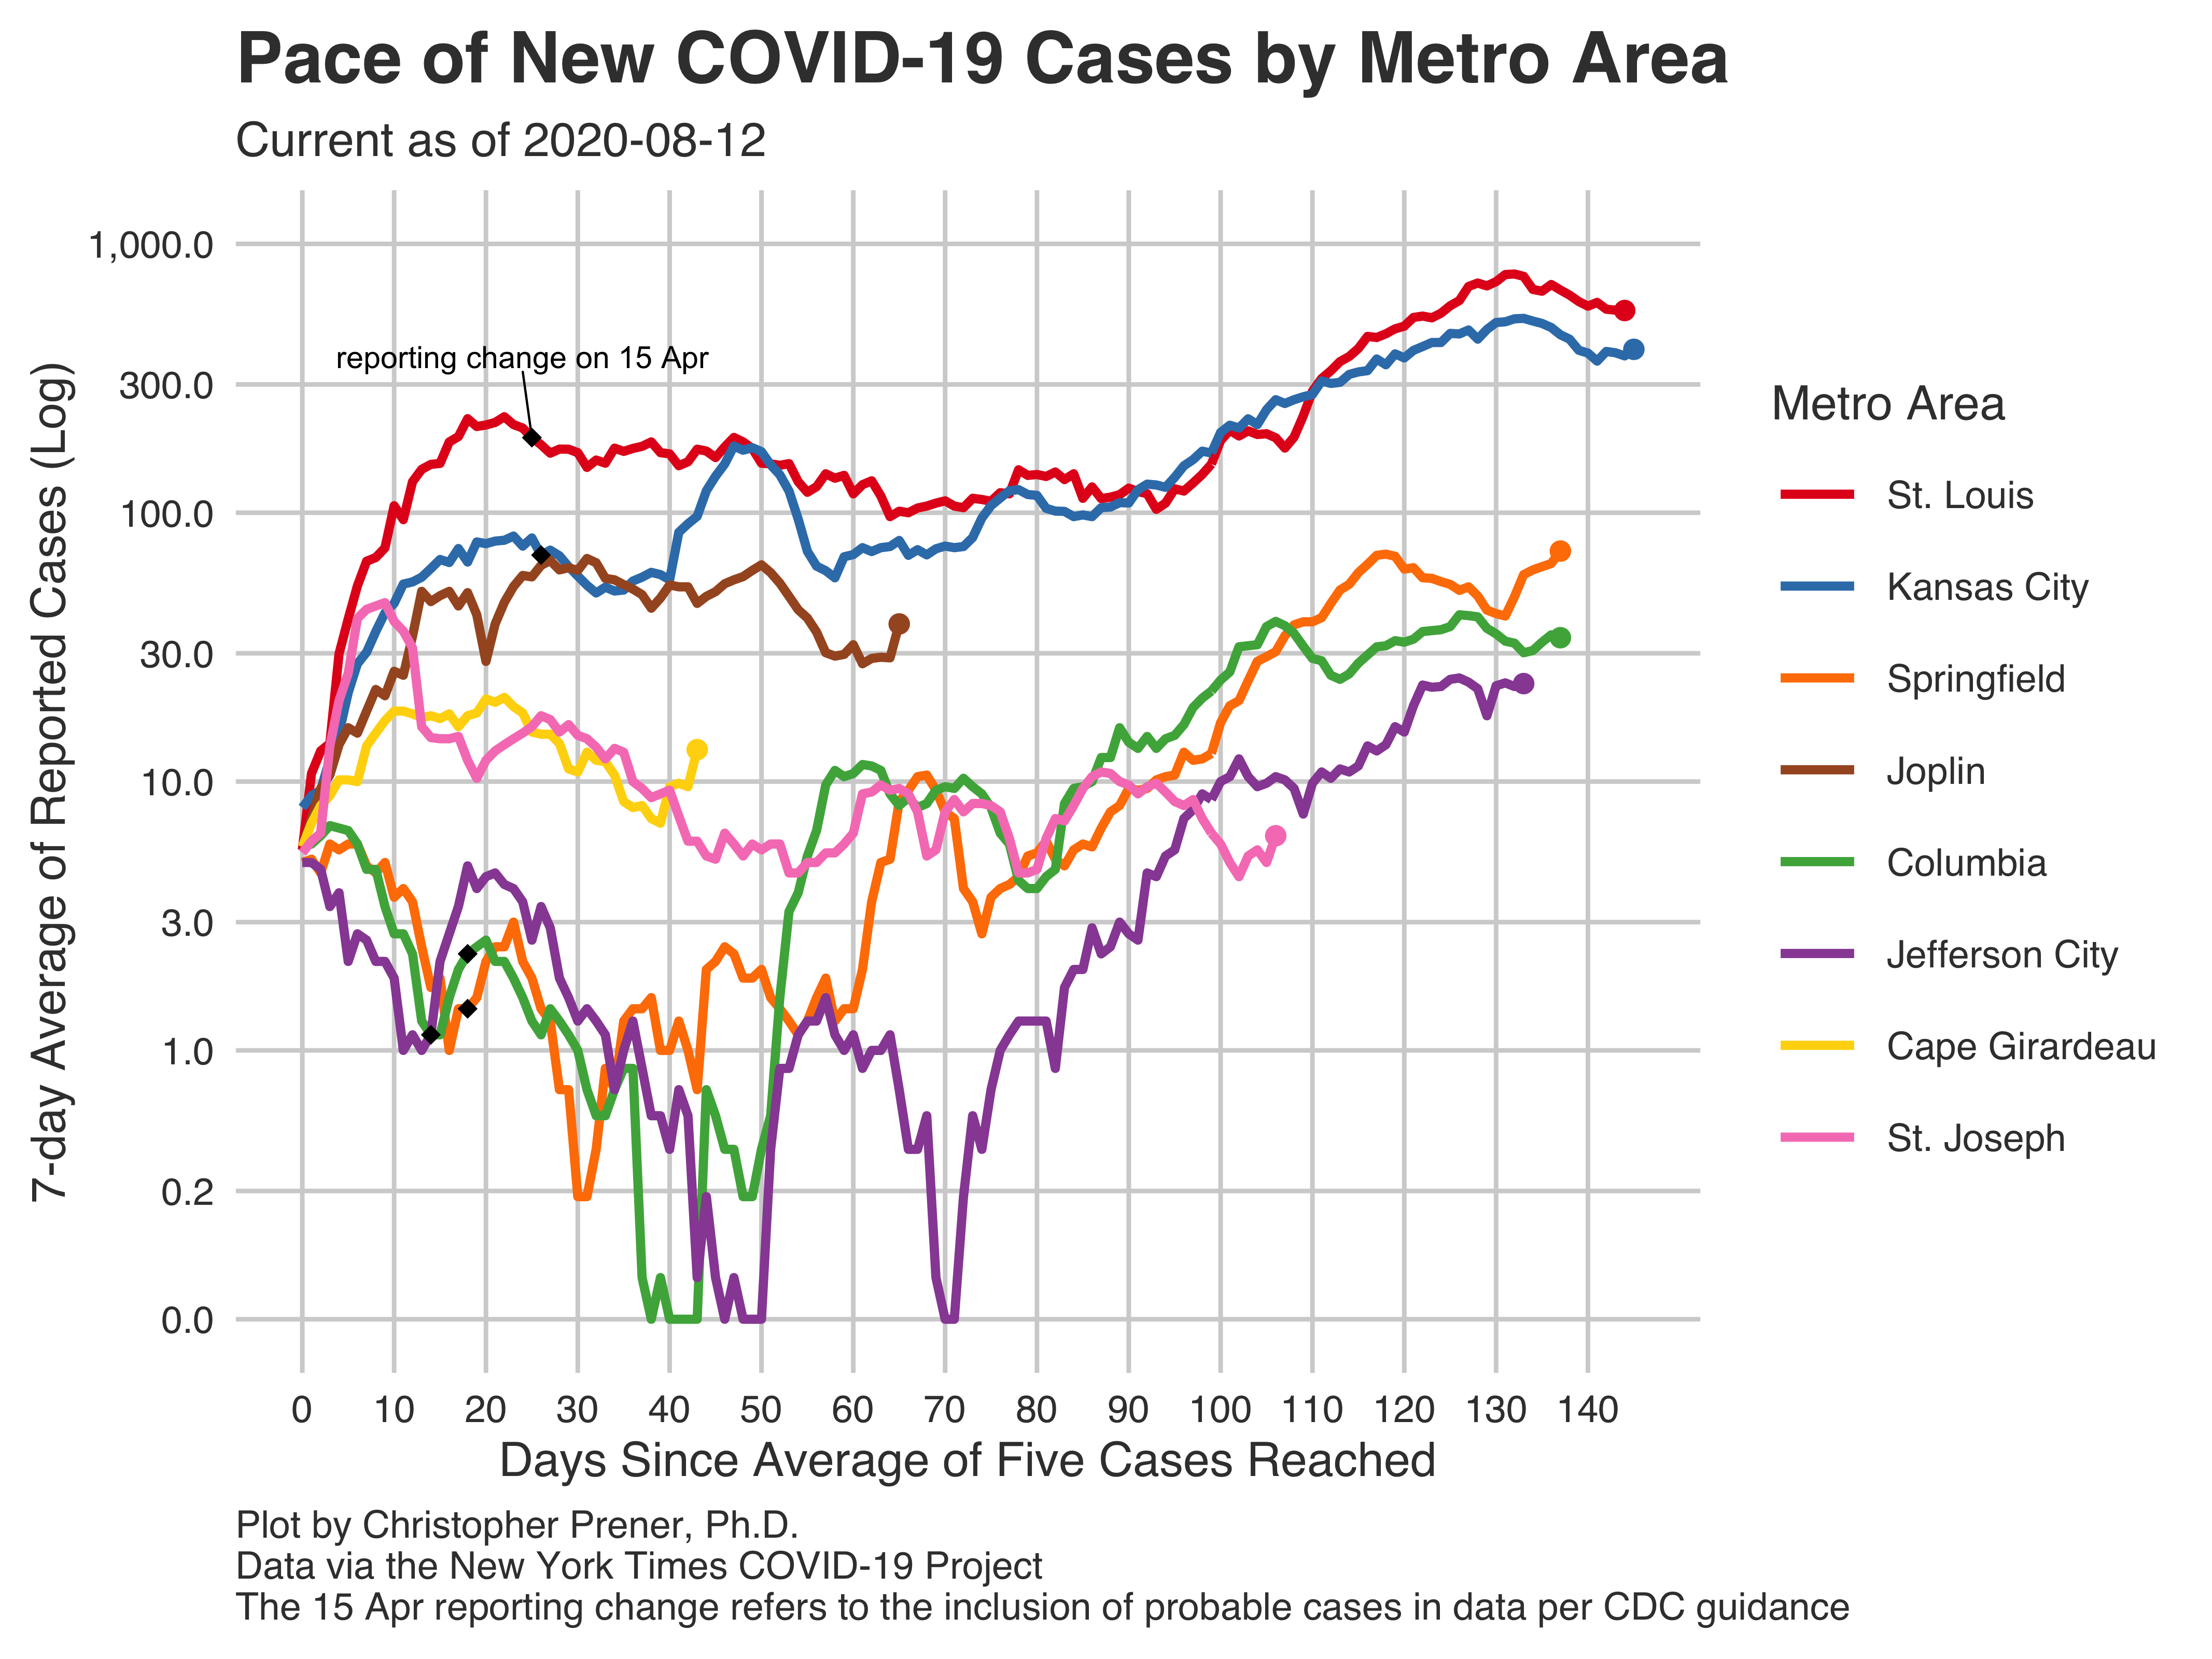 Pace of New COVID-19 Cases by Metro Area
Current as of 2020-08-12
7-day Average of Reported Cases (Log)
1,000.0
300.0
100.0
30.0
10.0
3.0
1.0
0.2
0.0
reporting change on 15 Apr
0 10 20 30 40 50 60 70 80 90 100 110 120 130 140
Days Since Average of Five Cases Reached
Metro Area
St. Louis
Kansas City
Springfield
Joplin
Columbia
Jefferson City
Cape Girardeau
St. Joseph
Plot by Christopher Prener, Ph.D.
Data via the New York Times COVID-19 Project
The 15 Apr reporting change refers to the inclusion of probable cases in data per CDC guidance